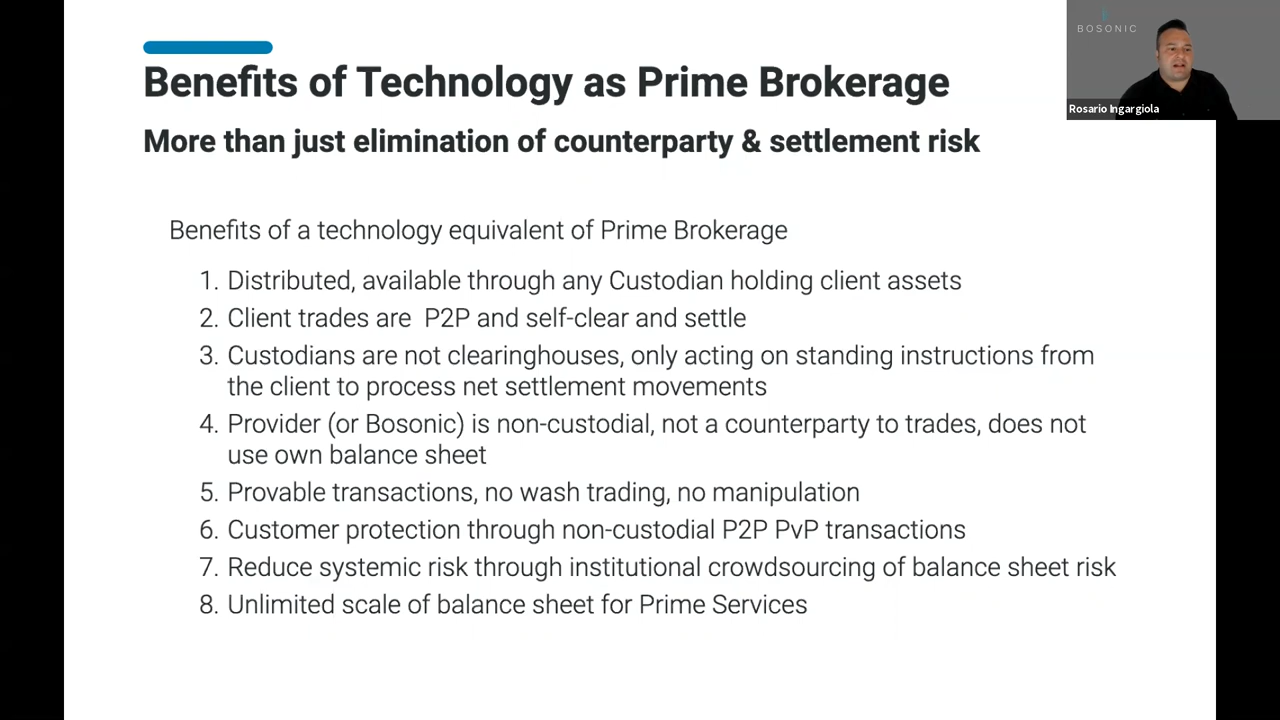 BOSONIC
Rosario Ingargiola
Benefits of Technology as Prime Brokerage
More than just elimination of counterparty & settlement risk
Benefits of a technology equivalent of Prime Brokerage
1. Distributed, available through any Custodian holding client assets
2. Client trades are P2P and self-clear and settle
3. Custodians are not clearinghouses, only acting on standing instructions from
the client to process net settlement movements
4. Provider (or Bosonic) is non-custodial, not a counterparty to trades, does not
use own balance sheet
5. Provable transactions, no wash trading, no manipulation
6. Customer protection through non-custodial P2P PvP transactions
7. Reduce systemic risk through institutional crowdsourcing of balance sheet risk
8. Unlimited scale of balance sheet for Prime Services